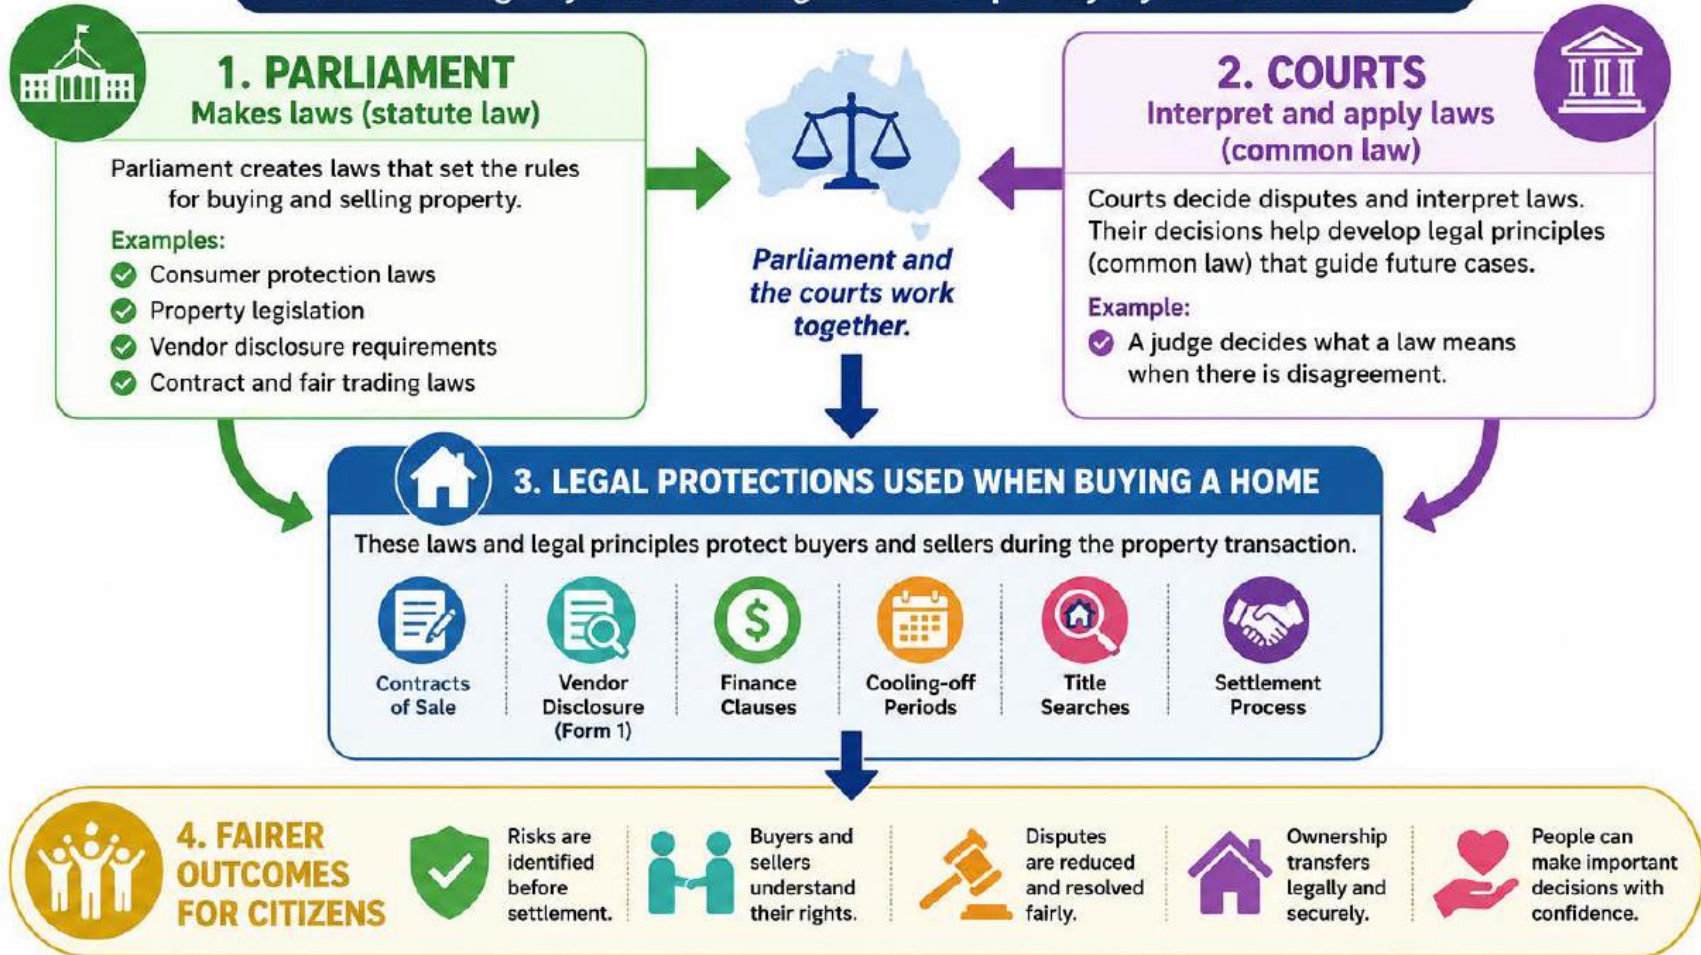 1. PARLIAMENT
Makes laws (statute law)
Parliament creates laws that set the rules
for buying and selling property.
Examples:
Consumer protection laws
Property legislation
Vendor disclosure requirements
Contract and fair trading laws
Parliament and
the courts work
together.
2. COURTS
Interpret and apply laws
(common law)
Courts decide disputes and interpret laws.
Their decisions help develop legal principles
(common law) that guide future cases.
Example:
A judge decides what a law means
when there is disagreement.
3. LEGAL PROTECTIONS USED WHEN BUYING A HOME
These laws and legal principles protect buyers and sellers during the property transaction.
Contracts
of Sale
Vendor
Disclosure
(Form 1)
Finance
Clauses
Cooling-off
Periods
Title
Searches
Settlement
Process
4. FAIRER
OUTCOMES
FOR CITIZENS
Risks are
identified
before
settlement.
Buyers and
sellers
understand
their rights.
Disputes
are reduced
and resolved
fairly.
Ownership
transfers
legally and
securely.
People can
make important
decisions with
confidence.